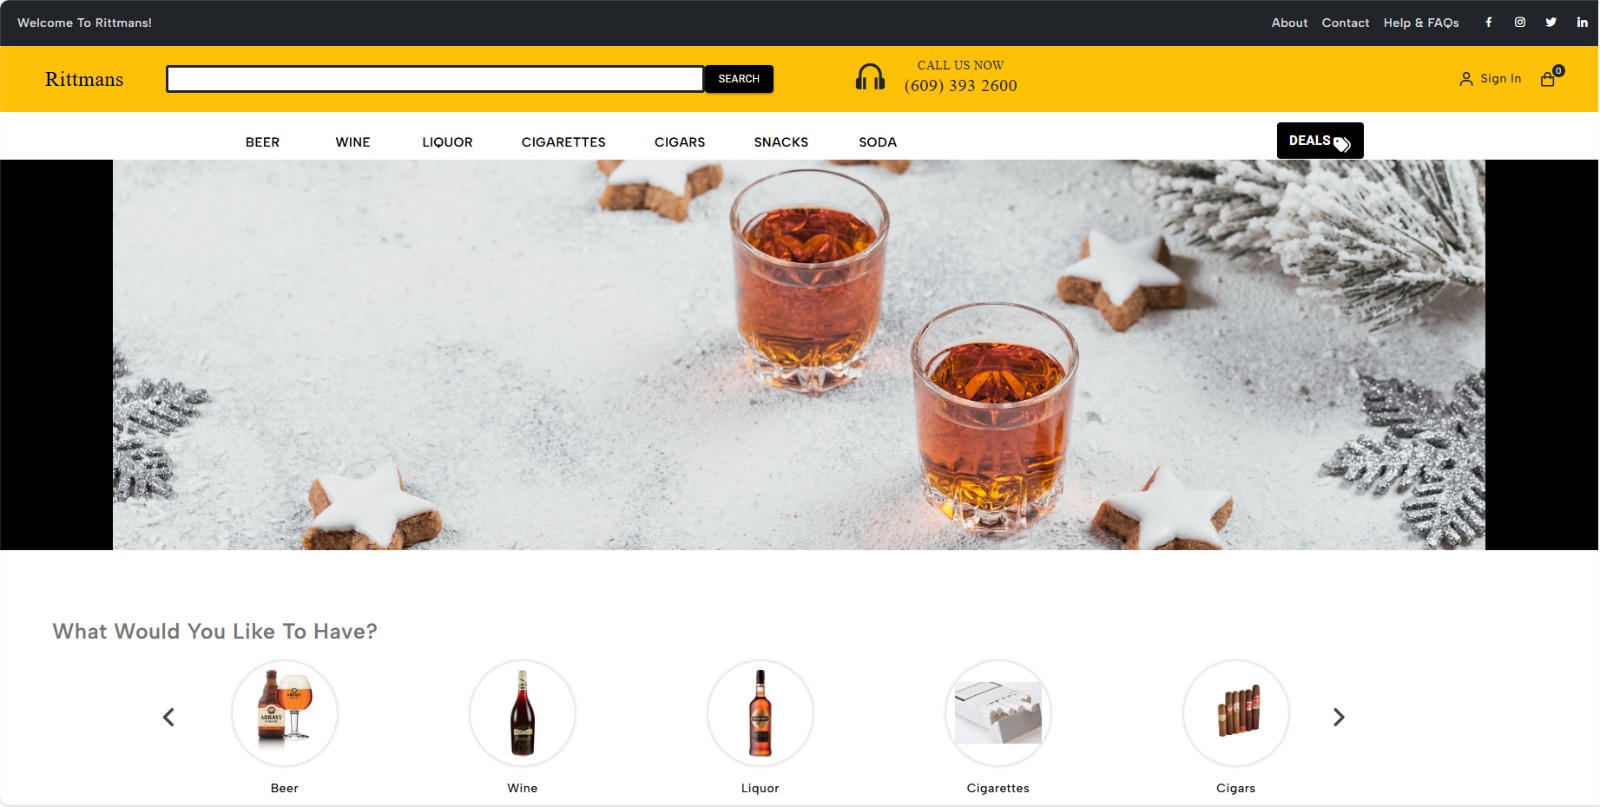 Welcome To Rittmans!
About Contact Help & FAQs
Rittmans
SEARCH
CALL US NOW
(609) 393 2600
Sign In
0
BEER WINE LIQUOR CIGARETTES CIGARS SNACKS SODA
DEALS
What Would You Like To Have?
ABBAYE
Beer Wine Liquor Cigarettes Cigars